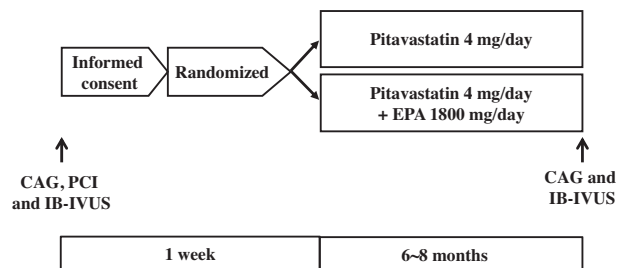 Informed
consent
Randomized
Pitavastatin 4 mg/day
Pitavastatin 4 mg/day
+ EPA 1800 mg/day
CAG, PCI
and IB-IVUS
CAG and
IB-IVUS
1 week
6~8 months